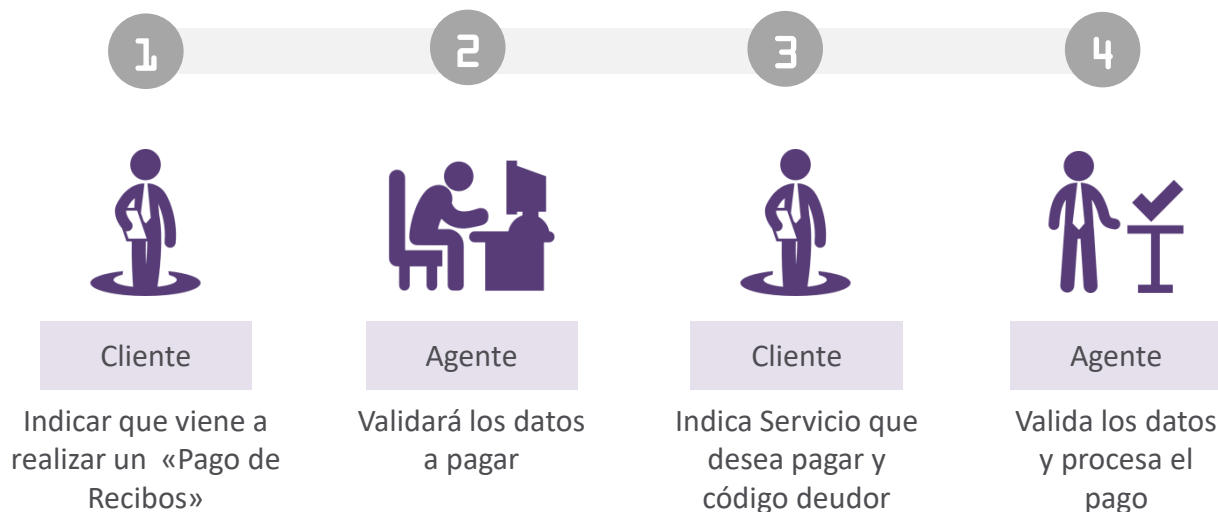 1
2
3
4
Cliente
Agente
Cliente
Agente
Indicar que viene a
realizar un «Pago de
Recibos»
Validará los datos
a pagar
Indica Servicio que
desea pagar y
código deudor
Valida los datos
y procesa el
pago